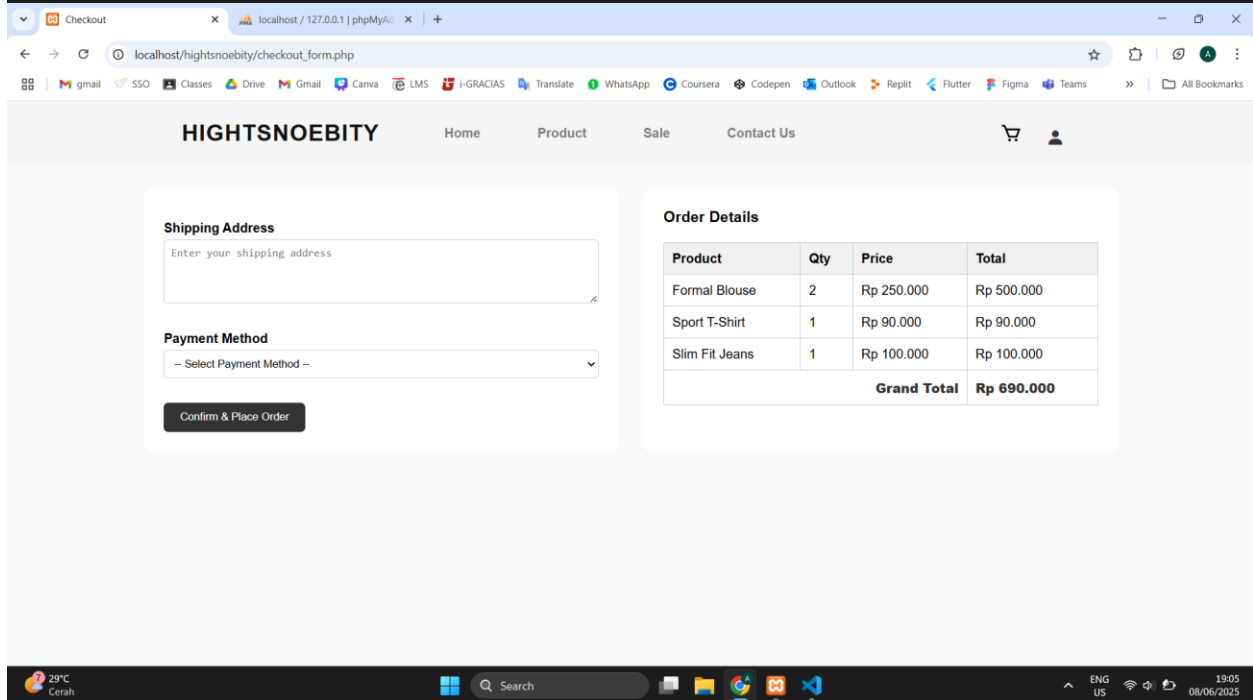 Checkout
localhost / 127.0.0.1 | phpMyAd
localhost/hightsnoebity/checkout_form.php
A
gmail SSO Classes Drive Gmail Canva LMS i-GRACIAS Translate WhatsApp Coursera Codepen Outlook Replit Flutter Figma Teams » All Bookmarks
HIGHTSNOEBITY Home Product Sale Contact Us
Shipping Address
Enter your shipping address
Payment Method
-- Select Payment Method --
Confirm & Place Order
Order Details
Product Qty Price Total
Formal Blouse 2 Rp 250.000 Rp 500.000
Sport T-Shirt 1 Rp 90.000 Rp 90.000
Slim Fit Jeans 1 Rp 100.000 Rp 100.000
Grand Total Rp 690.000
7
29°C
Cerah
Search
ENG
US
19:05
08/06/2025